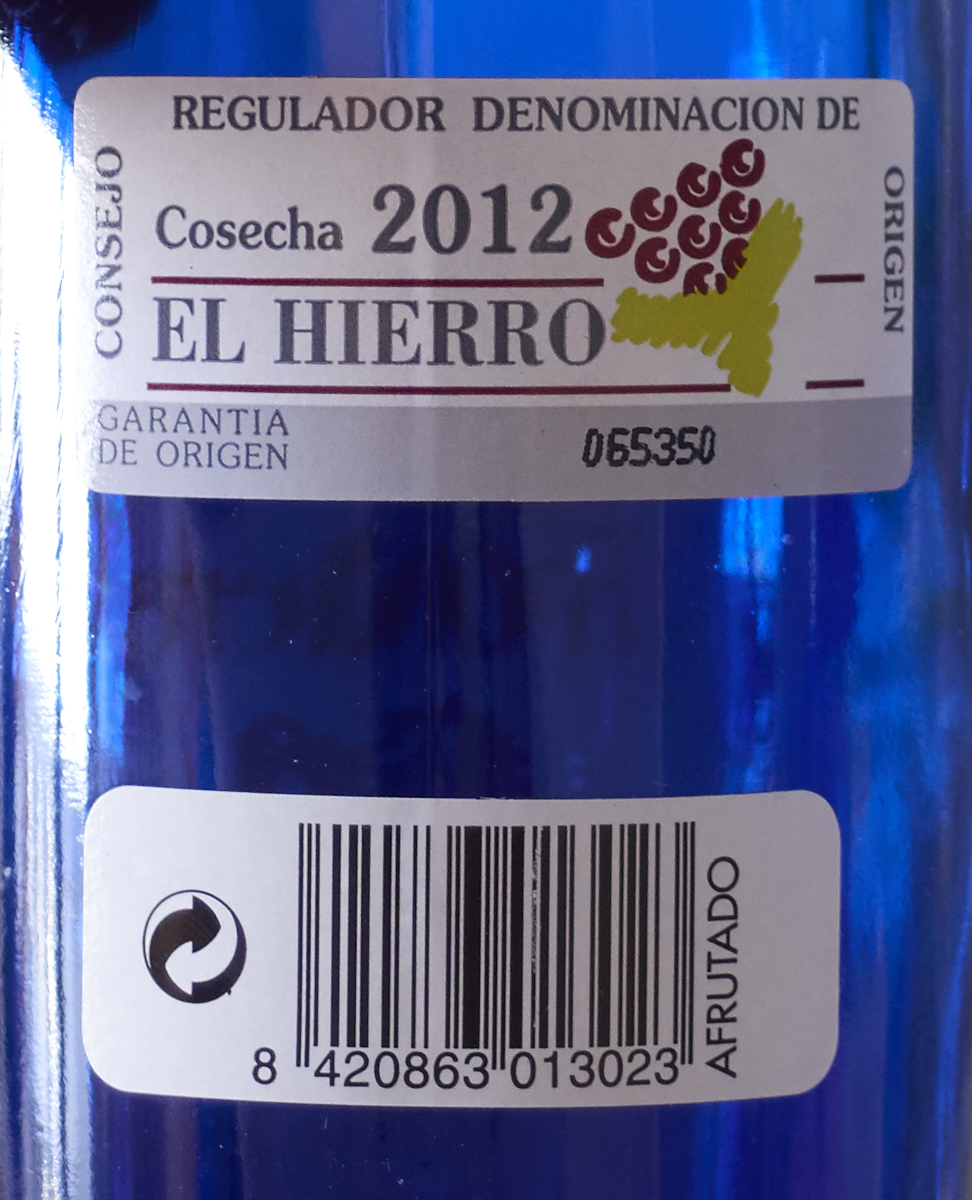 CONSEJO
REGULADOR DENOMINACION DE
ORIGEN
Cosecha 2012
EL HIERRO
GARANTIA
DE ORIGEN
065350
8 420863 013023
AFRUTADO